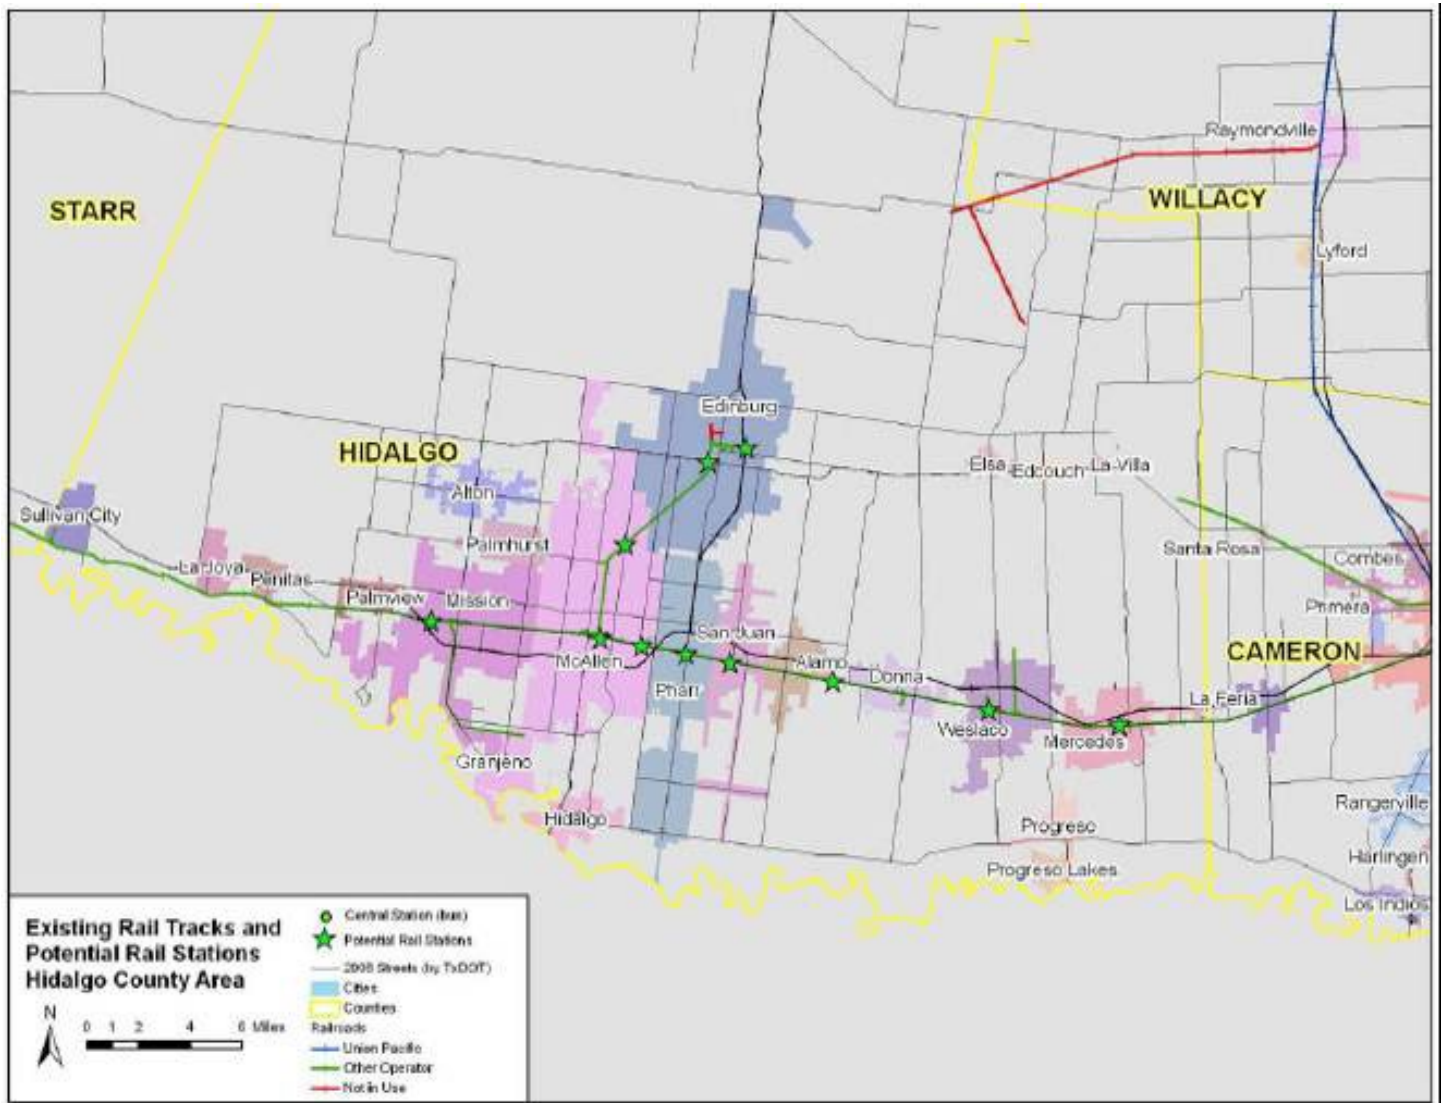 Raymondville
STARR
WILLACY
Lyford
Edinburg
HIDALGO
Elsa
Edcouch
La Villa
Alton
Sullivan City
Palmhurst
Santa Rosa
Combes
La Joya
Penitas
Palmview
Mission
Primera
San Juan
McAllen
Alamo
CAMERON
Donna
Pharr
La Feria
Weslaco
Mercedes
Granjeno
Rangerville
Hidalgo
Progreso
Harlingen
Progreso Lakes
Los Indios
Existing Rail Tracks and
Potential Rail Stations
Hidalgo County Area
N
0 1 2 4 6 Miles
Central Station (bus)
Potential Rail Stations
2008 Streets (by TxDOT)
Cities
Counties
Railroads
Union Pacific
Other Operator
Not in Use